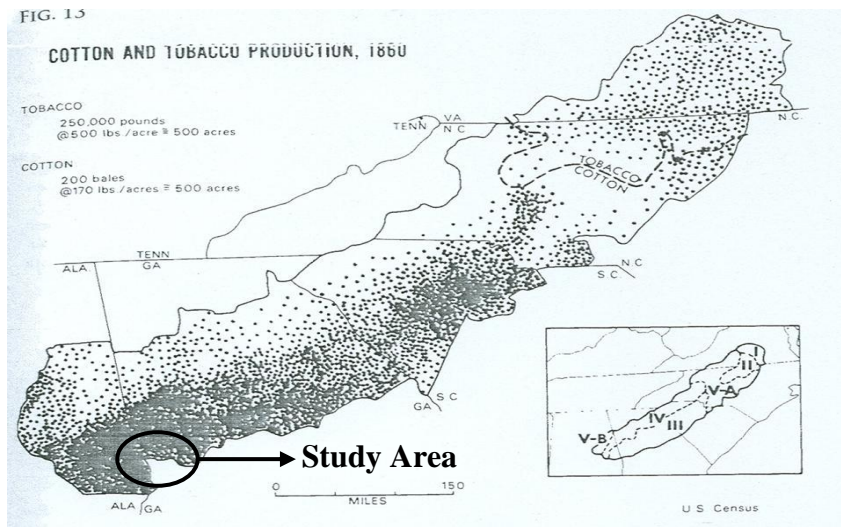 FIG. 13
COTTON AND TOBACCO PRODUCTION, 1860
TOBACCO
250,000 pounds
@500 lbs./acre ≅ 500 acres
COTTON
200 bales
@170 lbs./acres ≅ 500 acres
TENN
VA
N C
N.C.
TOBACCO
COTTON
ALA
TENN
GA
N C
S C.
S C
GA
I
II
V-A
IV
III
V-B
Study Area
0
150
MILES
ALA
GA
U S Census